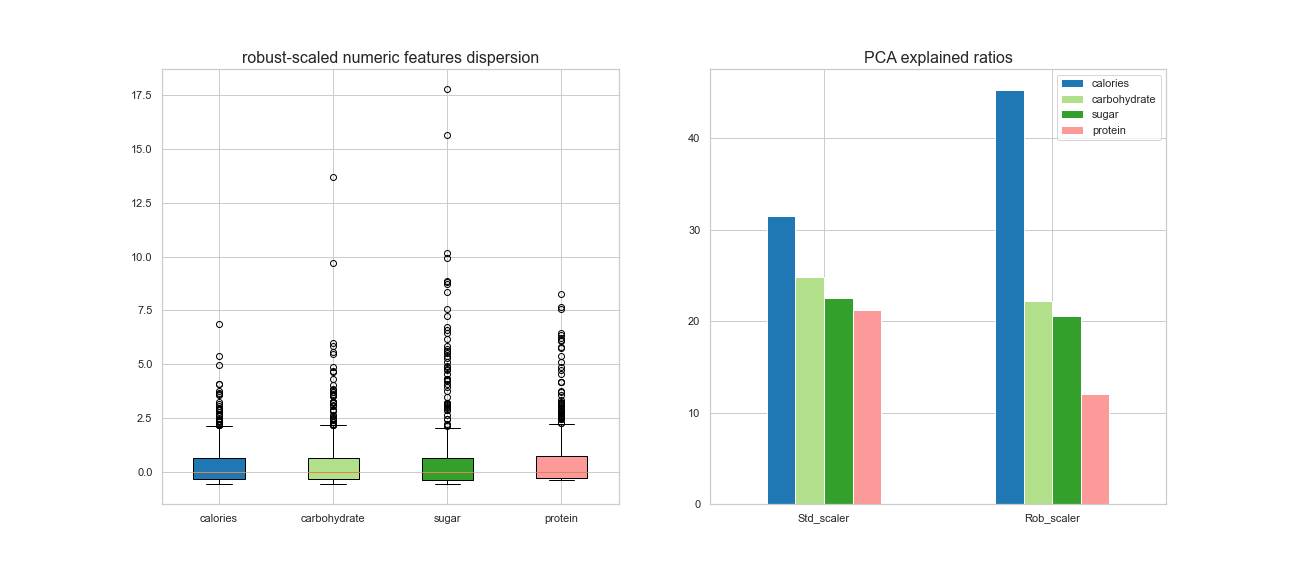 robust-scaled numeric features dispersion
17.5
15.0
12.5
10.0
7.5
5.0
2.5
0.0
calories
carbohydrate
sugar
protein
PCA explained ratios
calories
carbohydrate
sugar
protein
40
30
20
10
0
Std_scaler
Rob_scaler